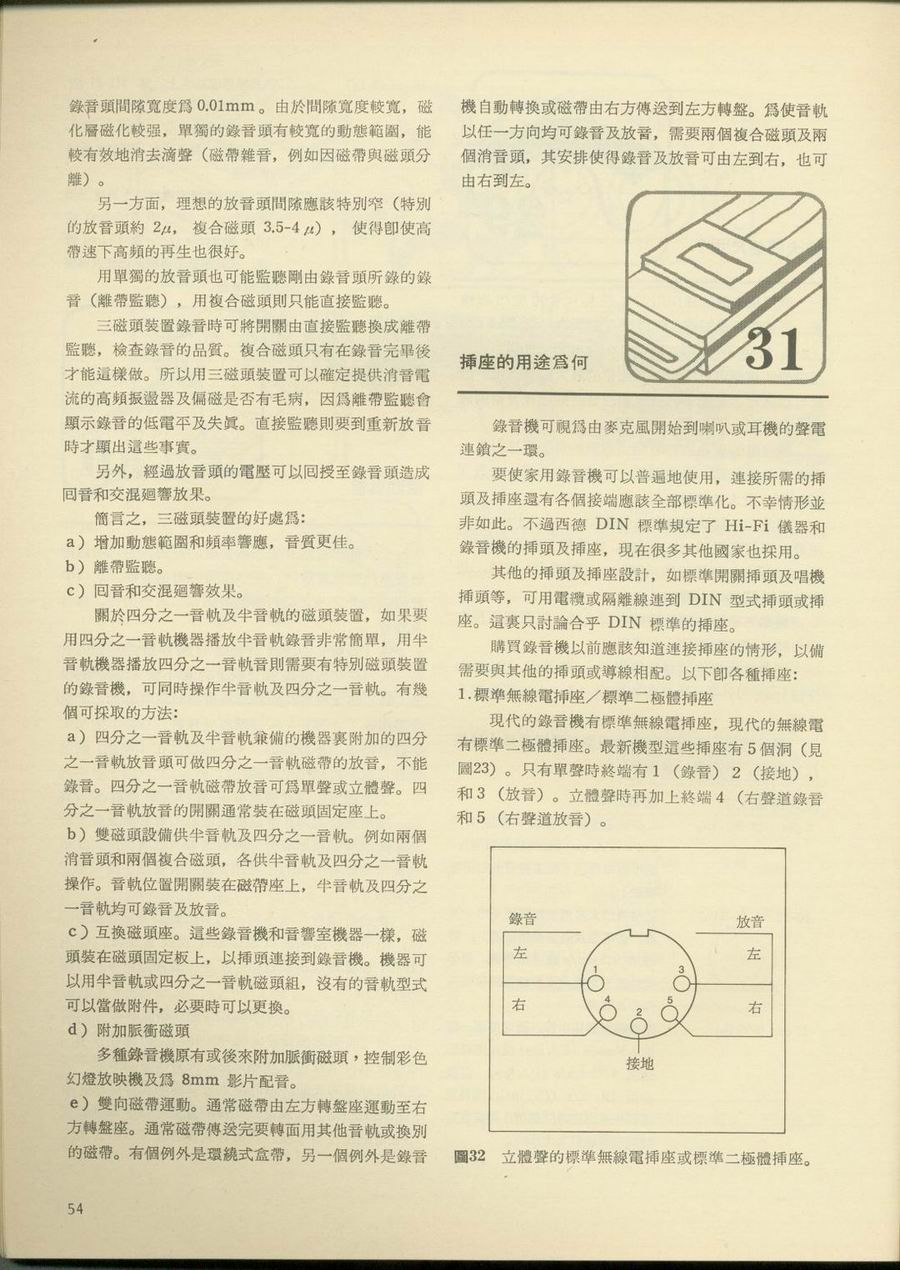 錄音頭間隙寬度爲 0.01mm。由於間隙寬度較寬，磁
化層磁化較强，單獨的錄音頭有較寬的動態範圍，能
較有效地消去滴聲（磁帶雜音，例如因磁帶與磁頭分
離）。
另一方面，理想的放音頭間隙應該特別窄（特別
的放音頭約 2μ， 複合磁頭 3.5-4μ）， 使得卽使高
帶速下高頻的再生也很好。
用單獨的放音頭也可能監聽剛由錄音頭所錄的錄
音（離帶監聽），用複合磁頭則只能直接監聽。
三磁頭裝置錄音時可將開關由直接監聽換成離帶
監聽，檢查錄音的品質。複合磁頭只有在錄音完畢後
才能這樣做。所以用三磁頭裝置可以確定提供消音電
流的高頻振盪器及偏磁是否有毛病，因爲離帶監聽會
顯示錄音的低電平及失眞。直接監聽則要到重新放音
時才顯出這些事實。
另外，經過放音頭的電壓可以囘授至錄音頭造成
囘音和交混廻響放果。
簡言之，三磁頭裝置的好處爲：
a）增加動態範圍和頻率響應，音質更佳。
b）離帶監聽。
c）囘音和交混廻響效果。
關於四分之一音軌及半音軌的磁頭裝置，如果要
用四分之一音軌機器播放半音軌錄音非常簡單，用半
音軌機器播放四分之一音軌音則需要有特別磁頭裝置
的錄音機，可同時操作半音軌及四分之一音軌。有幾
個可採取的方法：
a）四分之一音軌及半音軌兼備的機器裏附加的四分
之一音軌放音頭可做四分之一音軌磁帶的放音，不能
錄音。四分之一音軌磁帶放音可爲單聲或立體聲。四
分之一音軌放音的開關通常裝在磁頭固定座上。
b）雙磁頭設備供半音軌及四分之一音軌。例如兩個
消音頭和兩個複合磁頭，各供半音軌及四分之一音軌
操作。音軌位置開關裝在磁帶座上，半音軌及四分之
一音軌均可錄音及放音。
c）互換磁頭座。這些錄音機和音響室機器一樣，磁
頭裝在磁頭固定板上，以挿頭連接到錄音機。機器可
以用半音軌或四分之一音軌磁頭組，沒有的音軌型式
可以當做附件，必要時可以更換。
d）附加脈衝磁頭
多種錄音機原有或後來附加脈衝磁頭，控制彩色
幻燈放映機及爲 8mm 影片配音。
e）雙向磁帶運動。通常磁帶由左方轉盤座運動至右
方轉盤座。通常磁帶傳送完要轉面用其他音軌或換別
的磁帶。有個例外是環繞式盒帶，另一個例外是錄音
54
機自動轉換或磁帶由右方傳送到左方轉盤。爲使音軌
以任一方向均可錄音及放音，需要兩個複合磁頭及兩
個消音頭，其安排使得錄音及放音可由左到右，也可
由右到左。
31
挿座的用途爲何
錄音機可視爲由麥克風開始到喇叭或耳機的聲電
連鎖之一環。
要使家用錄音機可以普遍地使用，連接所需的挿
頭及挿座還有各個接端應該全部標準化。不幸情形並
非如此。不過西德 DIN 標準規定了 Hi-Fi 儀器和
錄音機的挿頭及挿座，現在很多其他國家也採用。
其他的挿頭及挿座設計，如標準開關挿頭及唱機
挿頭等，可用電纜或隔離線連到 DIN 型式挿頭或挿
座。這裏只討論合乎 DIN 標準的挿座。
購買錄音機以前應該知道連接挿座的情形，以備
需要與其他的挿頭或導線相配。以下卽各種挿座：
1.標準無線電挿座／標準二極體挿座
現代的錄音機有標準無線電挿座，現代的無線電
有標準二極體挿座。最新機型這些挿座有5個洞（見
圖23）。只有單聲時終端有1（錄音）2（接地），
和3（放音）。立體聲時再加上終端4（右聲道錄音
和5（右聲道放音）。
錄音 放音
左 左
1 3
右 4 2 5 右
接地
圖32 立體聲的標準無線電挿座或標準二極體挿座。